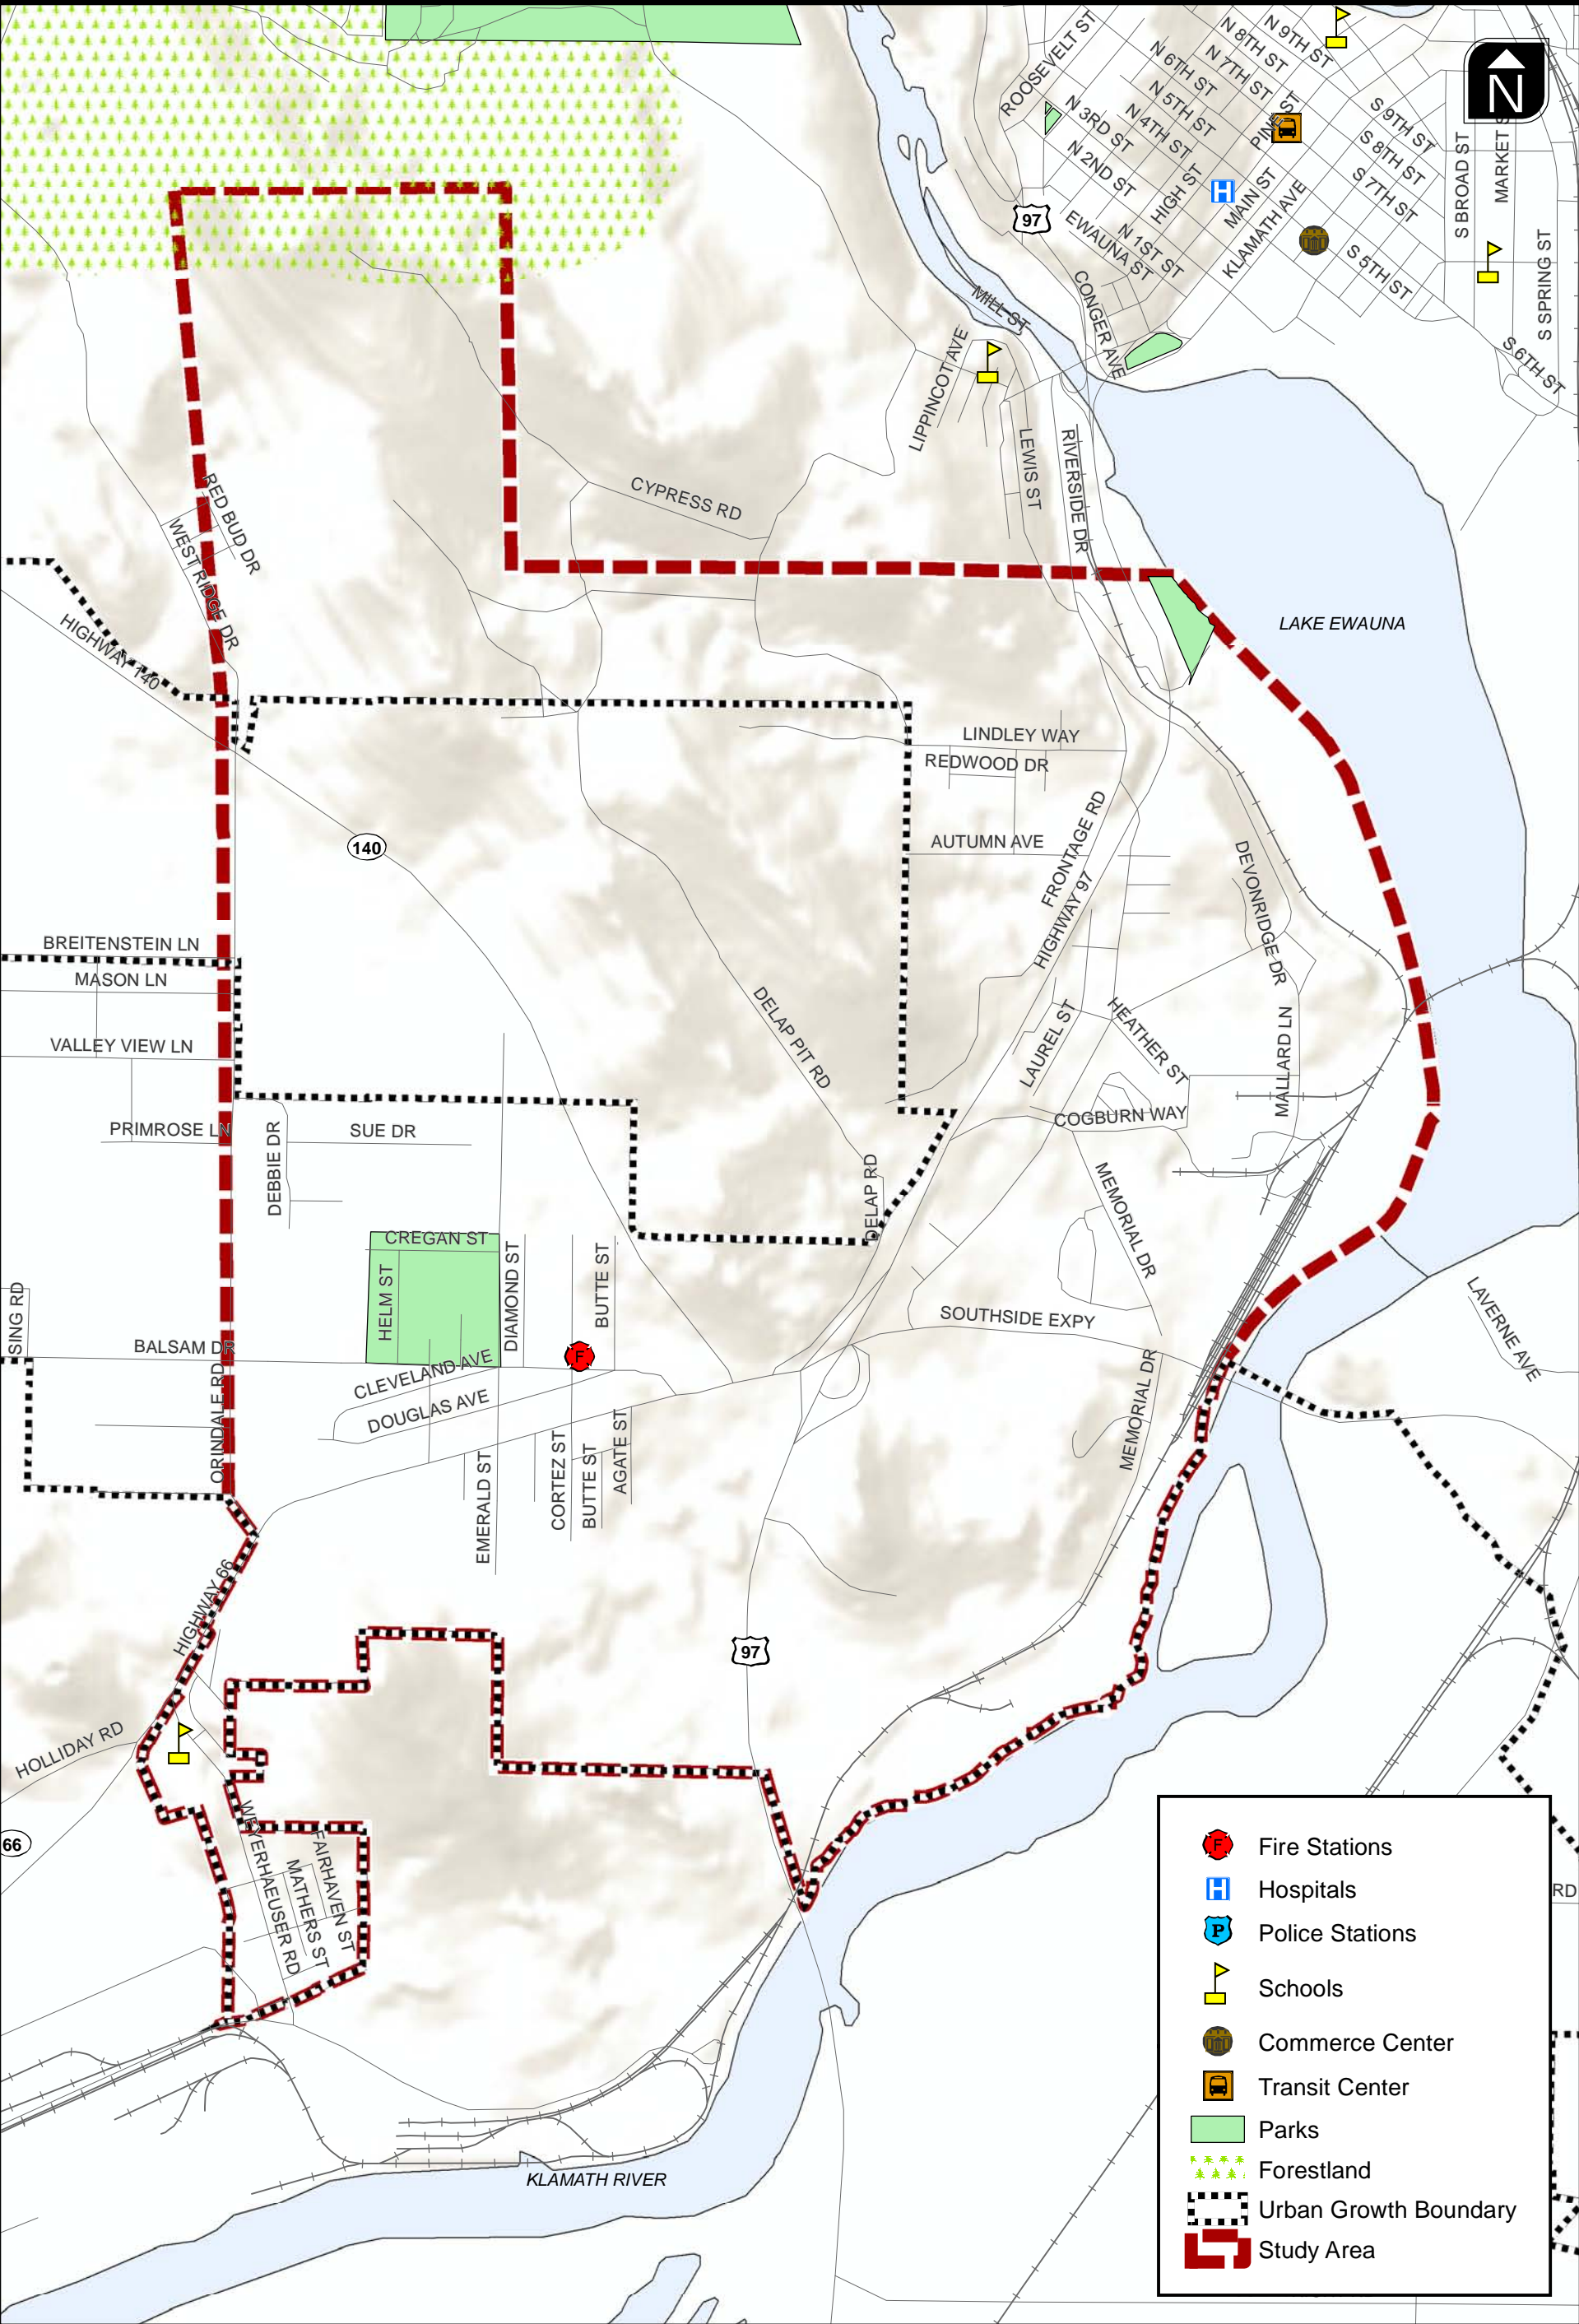 ROOSEVELT ST
N 9TH ST
N 8TH ST
N 7TH ST
N 6TH ST
N 5TH ST
N 4TH ST
N 3RD ST
N 2ND ST
N 1ST ST
EWAUNA ST
HIGH ST
PINE ST
MAIN ST
KLAMATH AVE
S 9TH ST
S 8TH ST
S 7TH ST
S 5TH ST
S 6TH ST
S BROAD ST
MARKET S
S SPRING ST
N
H
97
CONGER AVE
MILL ST
LIPPINCOTT AVE
LEWIS ST
RIVERSIDE DR
CYPRESS RD
RED BUD DR
WEST RIDGE DR
HIGHWAY 140
LAKE EWAUNA
LINDLEY WAY
REDWOOD DR
AUTUMN AVE
FRONTAGE RD
HIGHWAY 97
DEVONRIDGE DR
140
BREITENSTEIN LN
MASON LN
VALLEY VIEW LN
PRIMROSE LN
DELAP PIT RD
LAUREL ST
HEATHER ST
MALLARD LN
COGBURN WAY
DEBBIE DR
SUE DR
DELAP RD
MEMORIAL DR
CREGAN ST
HELM ST
DIAMOND ST
BUTTE ST
F
SOUTHSIDE EXPY
LAVERNE AVE
SING RD
BALSAM DR
ORINDALE RD
CLEVELAND AVE
DOUGLAS AVE
MEMORIAL DR
EMERALD ST
CORTEZ ST
BUTTE ST
AGATE ST
HIGHWAY 66
97
HOLLIDAY RD
66
WEYERHAEUSER RD
MATHERS ST
FAIRHAVEN ST
KLAMATH RIVER
RD
F Fire Stations
H Hospitals
P Police Stations
Schools
Commerce Center
Transit Center
Parks
Forestland
Urban Growth Boundary
Study Area